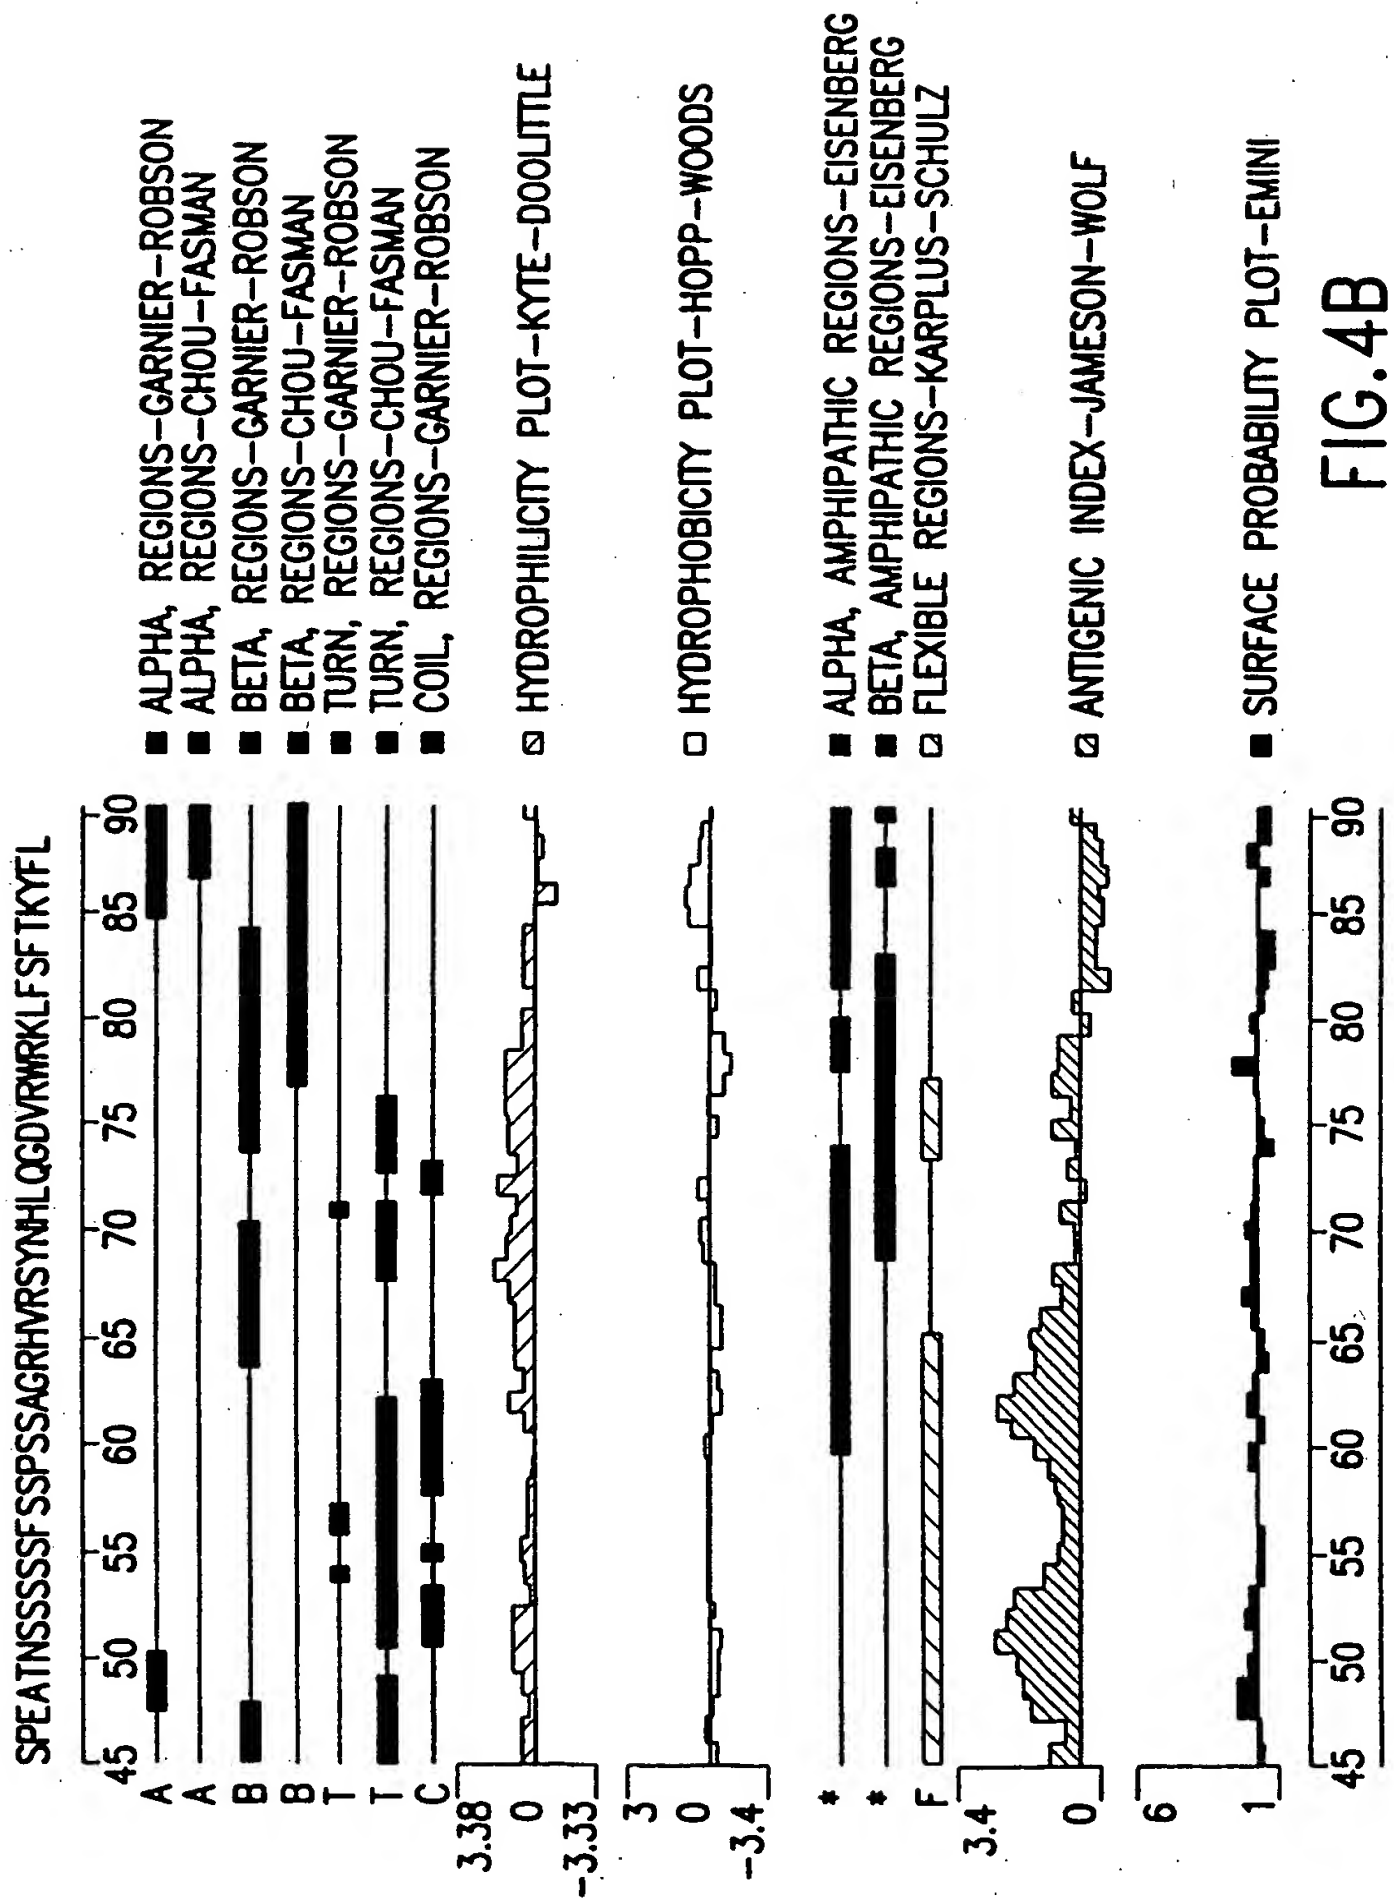 SPEATNSSSSSFSSPSSAGRHVRSYNHLQGDVRWRKLFSFTKYFL
45 50 55 60 65 70 75 80 85 90
A ALPHA, REGIONS-GARNIER-ROBSON
A ALPHA, REGIONS-CHOU-FASMAN
B BETA, REGIONS-GARNIER-ROBSON
B BETA, REGIONS-CHOU-FASMAN
T TURN, REGIONS-GARNIER-ROBSON
T TURN, REGIONS-CHOU-FASMAN
C COIL, REGIONS-GARNIER-ROBSON
3.38
0 HYDROPHILICITY PLOT-KYTE-DOOLITTLE
-3.33
3
0 HYDROPHOBICITY PLOT-HOPP-WOODS
-3.4
* ALPHA, AMPHIPATHIC REGIONS-EISENBERG
* BETA, AMPHIPATHIC REGIONS-EISENBERG
F FLEXIBLE REGIONS-KARPLUS-SCHULZ
3.4
0 ANTIGENIC INDEX-JAMESON-WOLF
6
1 SURFACE PROBABILITY PLOT-EMINI
45 50 55 60 65 70 75 80 85 90
FIG.4B